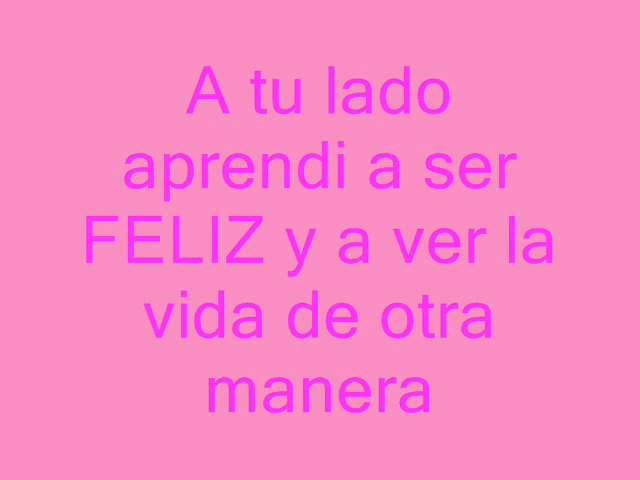 A tu lado
aprendi a ser
FELIZ y a ver la
vida de otra
manera